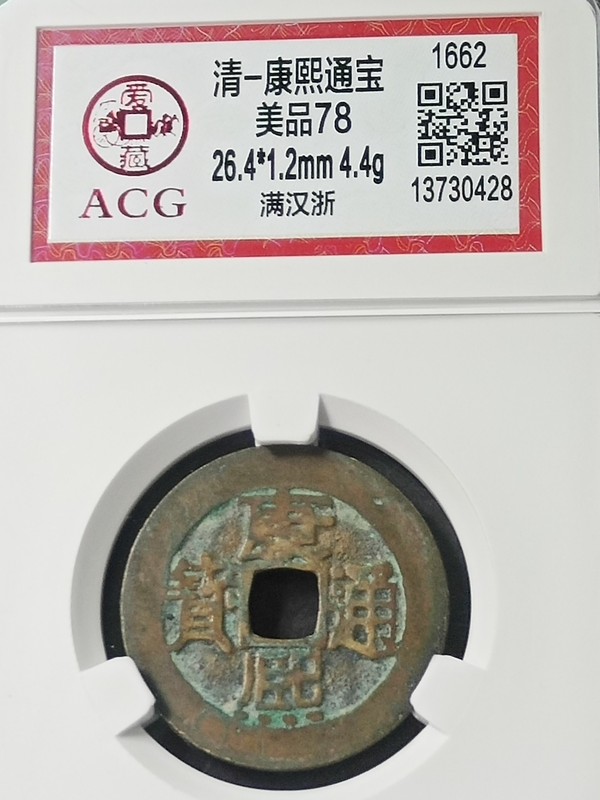 爱
藏
ACG
清-康熙通宝
美品78
26.4*1.2mm 4.4g
满汉浙
1662
13730428
康熙通寶